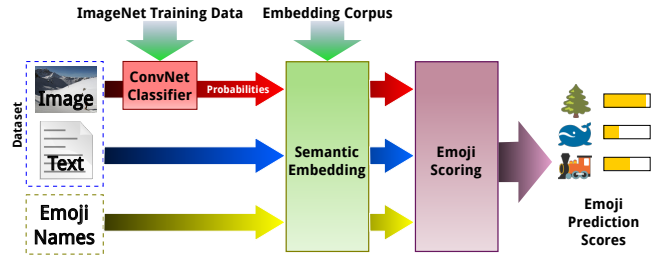 ImageNet Training Data
Embedding Corpus
Dataset
Image
ConvNet
Classifier
Probabilities
Text
Semantic
Embedding
Emoji
Scoring
Emoji
Names
Emoji
Prediction
Scores